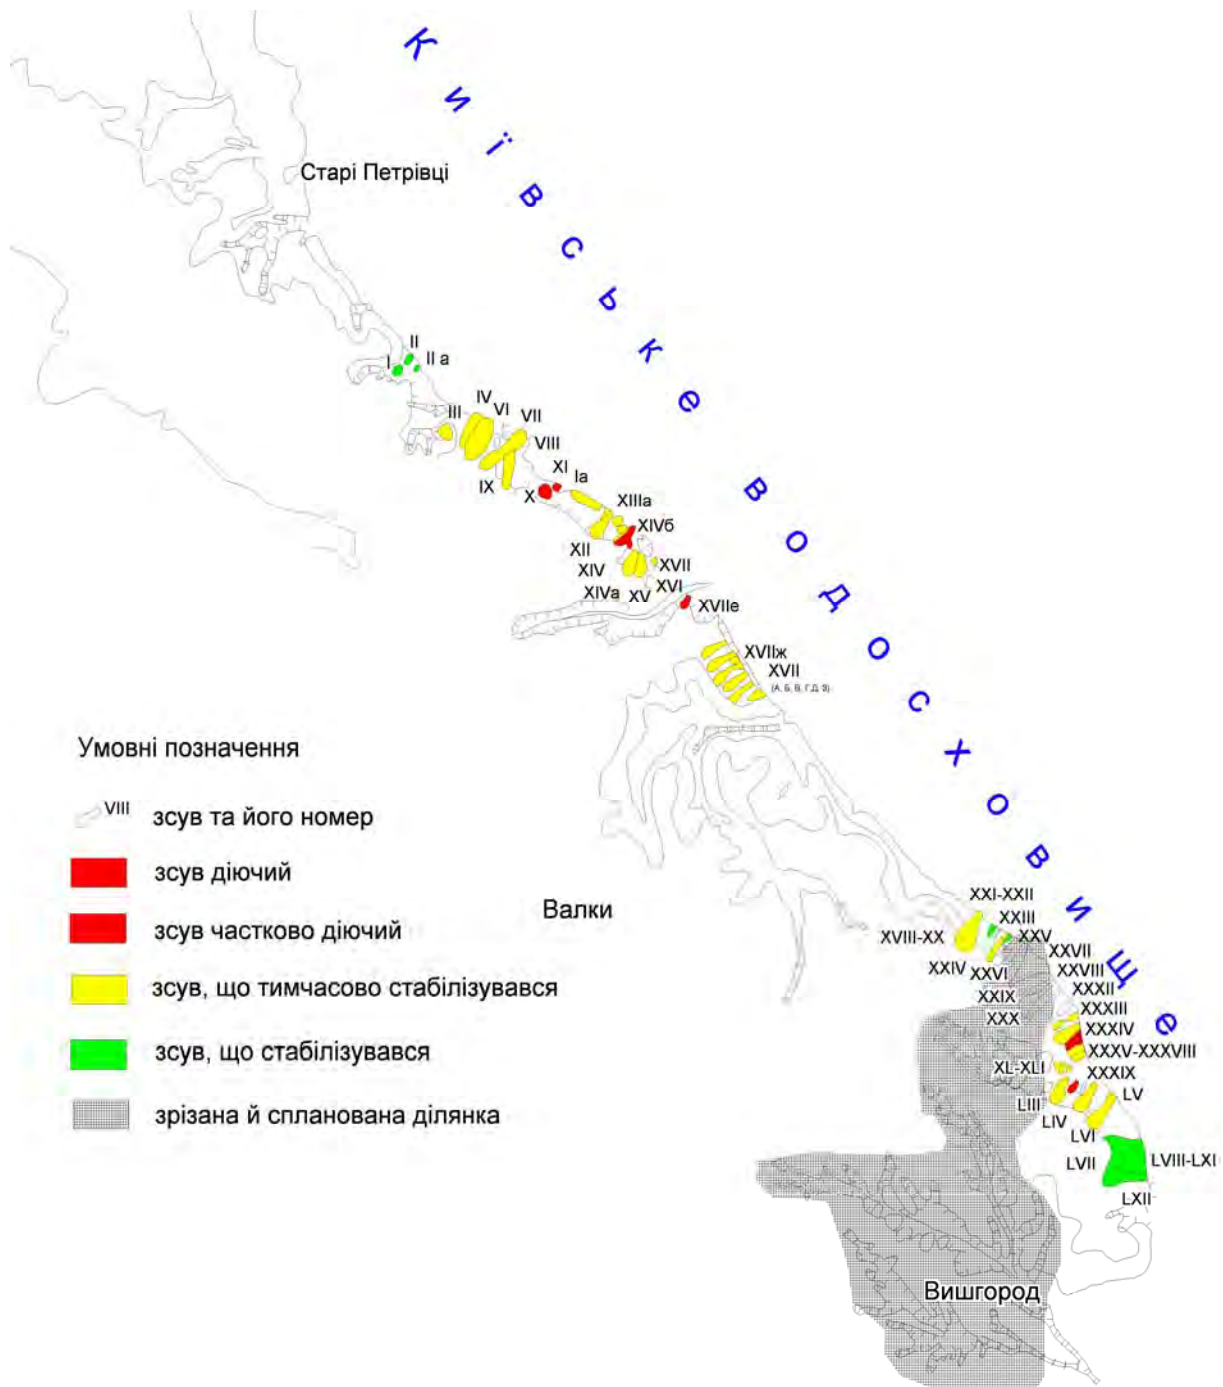 Київське водосховище
Старі Петрівці
II
I
II а
IV
III
VI
VII
VIII
IX
XI
X
Iа
XIIIа
XIVб
XII
XIV
XVII
XVI
XIVа
XV
XVIIе
XVIIж
XVII
(А, Б, В, Г,Д, З)
Умовні позначення
VIII
зсув та його номер
зсув діючий
зсув частково діючий
зсув, що тимчасово стабілізувався
зсув, що стабілізувався
зрізана й спланована ділянка
Валки
XXI-XXII
XXIII
XVIII-XX
XXV
XXIV
XXVI
XXVII
XXVIII
XXIX
XXXII
XXX
XXXIII
XXXIV
XXXV-XXXVIII
XL-XLI
XXXIX
LIII
LV
LIV
LVI
LVII
LVIII-LXI
LXII
Вишгород